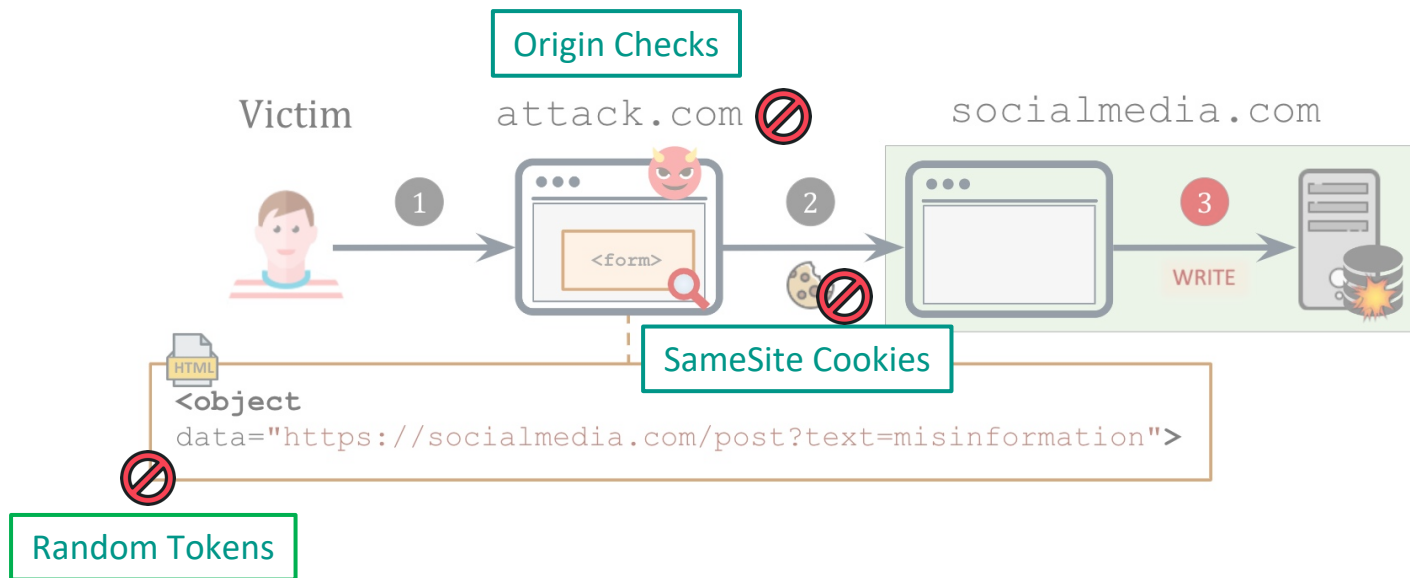 Origin Checks
Victim
attack.com
socialmedia.com
1
2
3
<form>
WRITE
SameSite Cookies
HTML
<object
data="https://socialmedia.com/post?text=misinformation">
Random Tokens